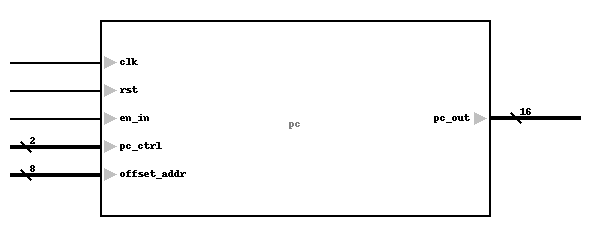 clk
rst
en_in
pc_out
16
pc
2
pc_ctrl
8
offset_addr